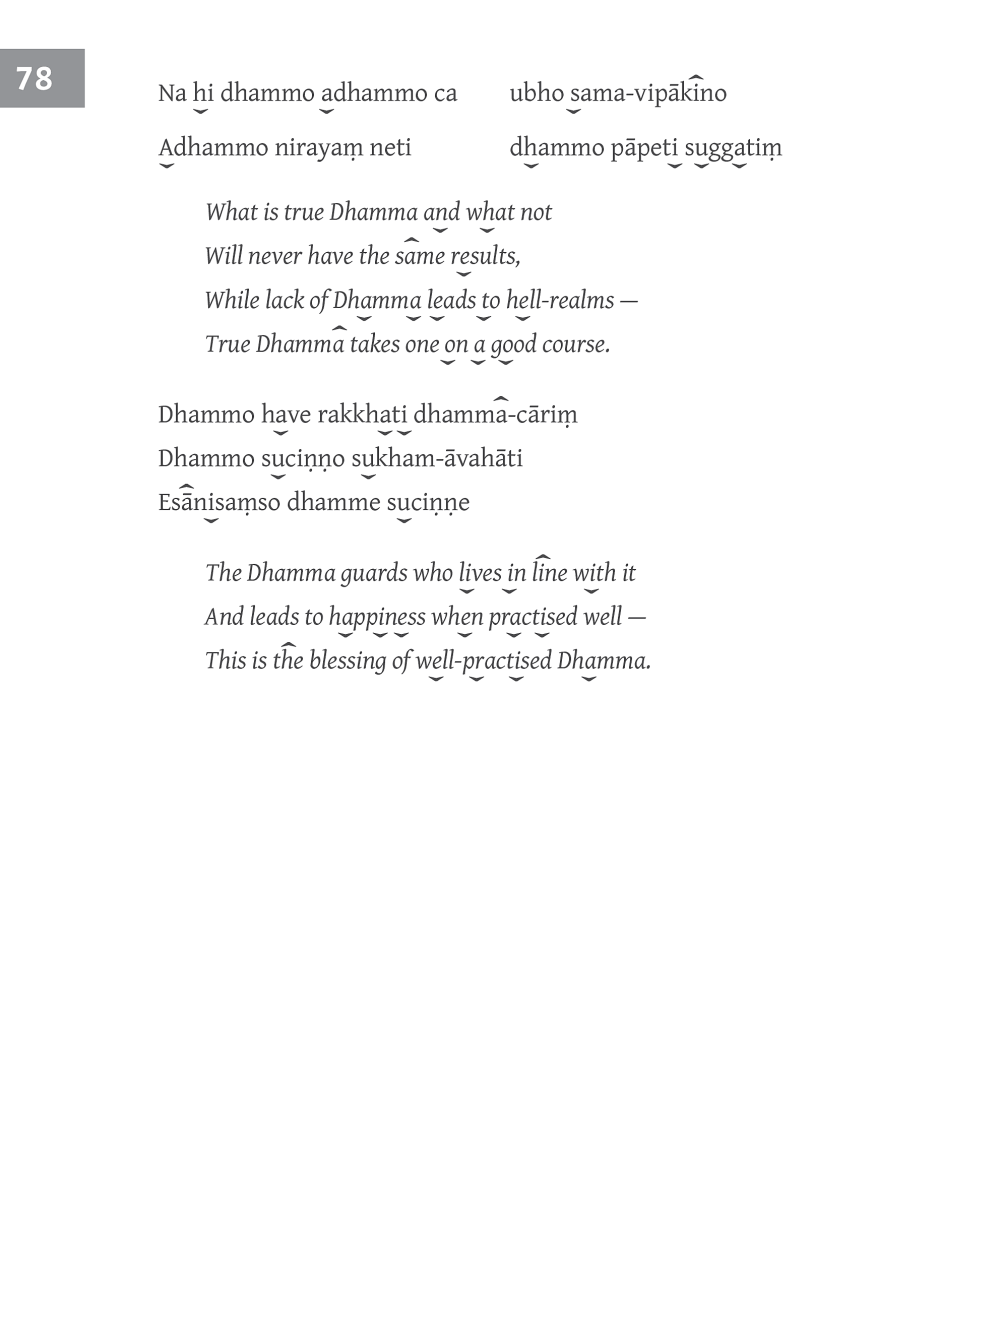 78
Na hi dhammo adhammo ca ubho sama-vipākino
Adhammo nirayaṃ neti dhammo pāpeti suggatiṃ
What is true Dhamma and what not
Will never have the same results,
While lack of Dhamma leads to hell-realms —
True Dhamma takes one on a good course.
Dhammo have rakkhati dhamma-cāriṃ
Dhammo suciṇṇo sukham-āvahāti
Esānisaṃso dhamme suciṇṇe
The Dhamma guards who lives in line with it
And leads to happiness when practised well —
This is the blessing of well-practised Dhamma.